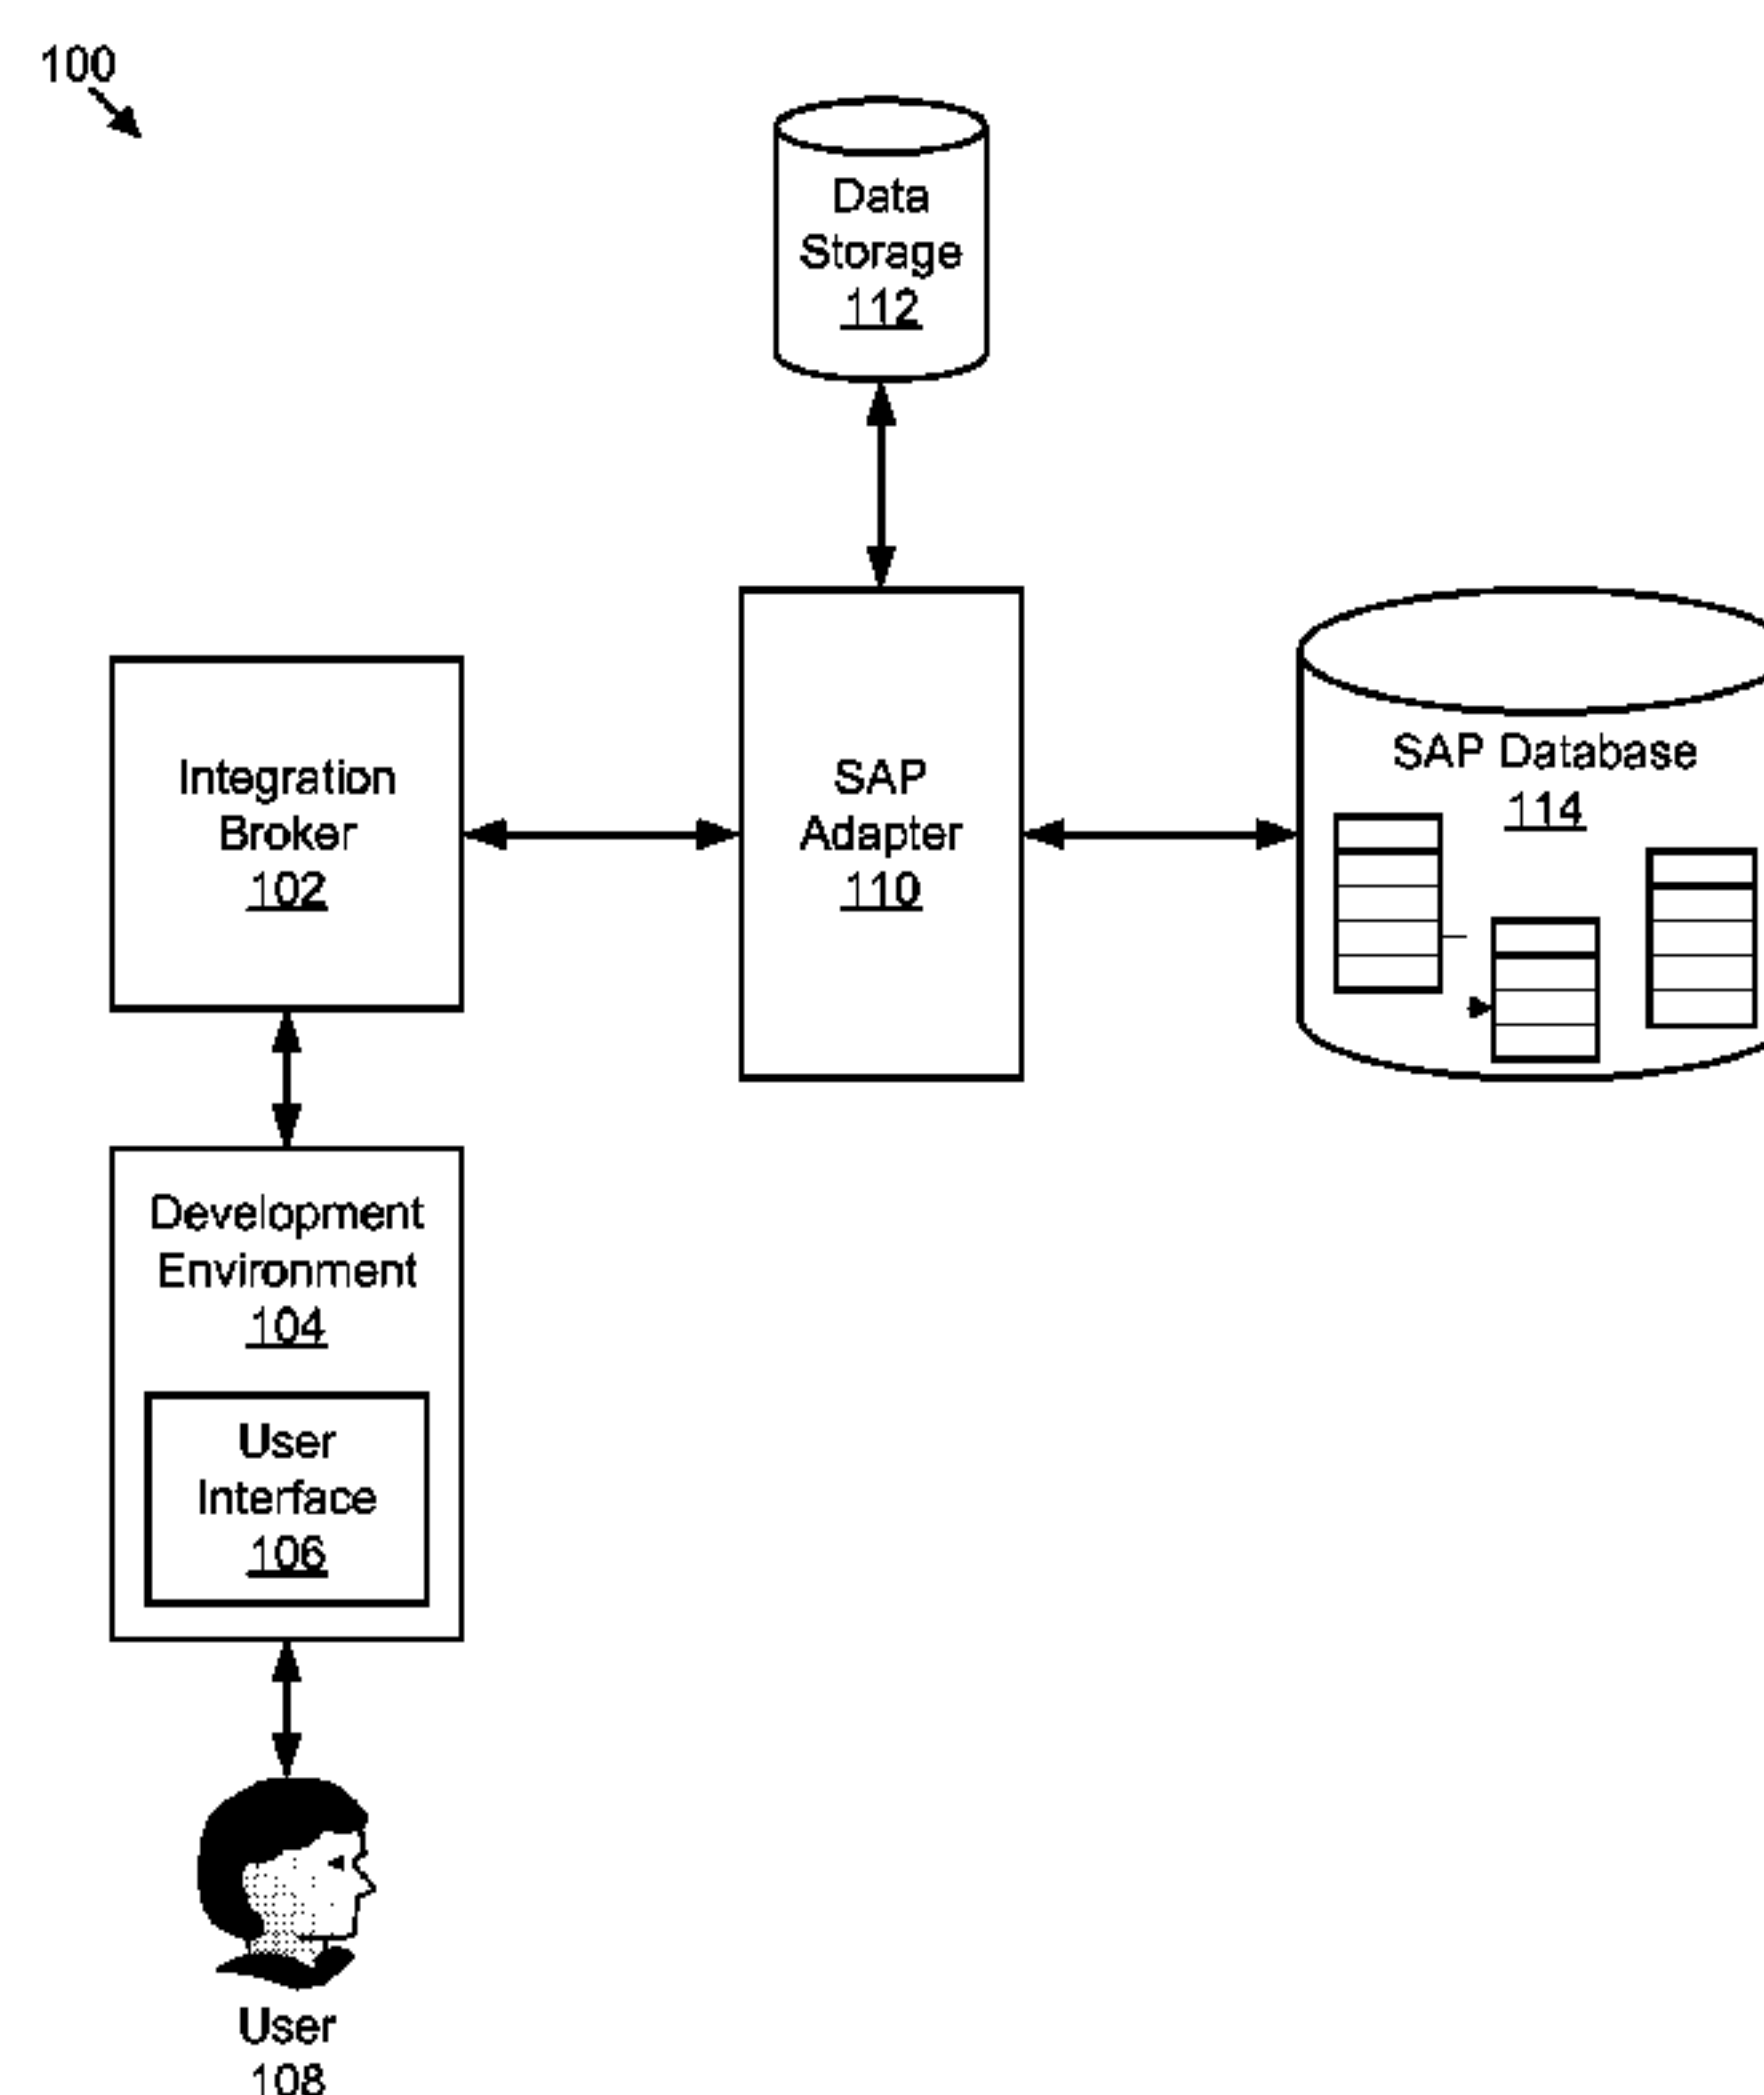 100
Data
Storage
112
Integration
Broker
102
SAP
Adapter
110
SAP Database
114
Development
Environment
104
User
Interface
106
User
108